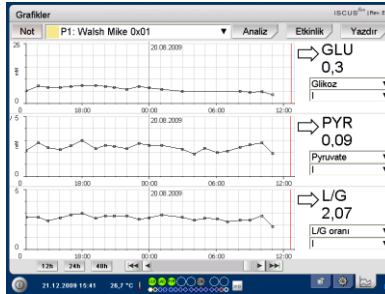 Grafikler
ISCUS
Not
P1: Walsh Mike 0x01
Analiz
Etkinlik
Yazdır
25
20.08.2009
0
18:00
00:00
06:00
12:00
GLU
0,3
Glikoz
I
20.08.2009
0
18:00
00:00
06:00
12:00
PYR
0,09
Pyruvate
I
20.08.2009
0
18:00
00:00
06:00
12:00
L/G
2,07
L/G oranı
I
12h
24h
48h
21.12.2009 15:41
26,7 °C